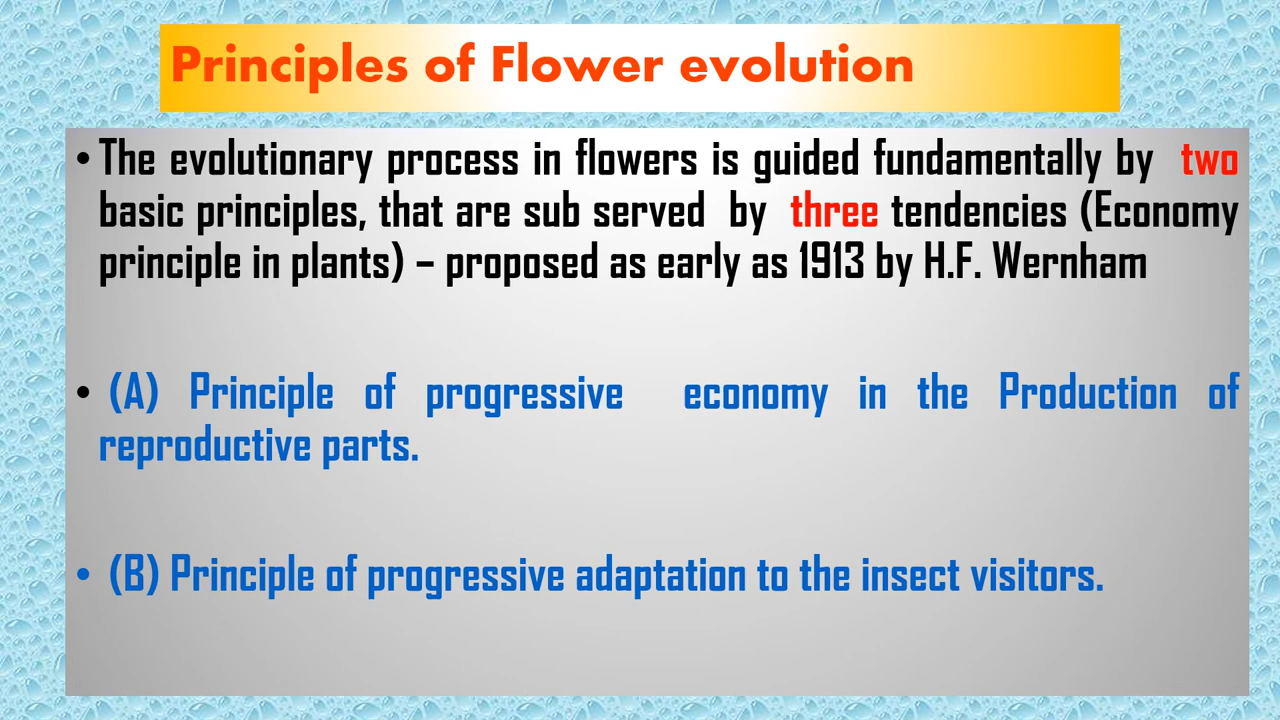 Principles of Flower evolution
• The evolutionary process in flowers is guided fundamentally by two
basic principles, that are sub served by three tendencies (Economy
principle in plants) – proposed as early as 1913 by H.F. Wernham
• (A) Principle of progressive economy in the Production of
reproductive parts.
• (B) Principle of progressive adaptation to the insect visitors.